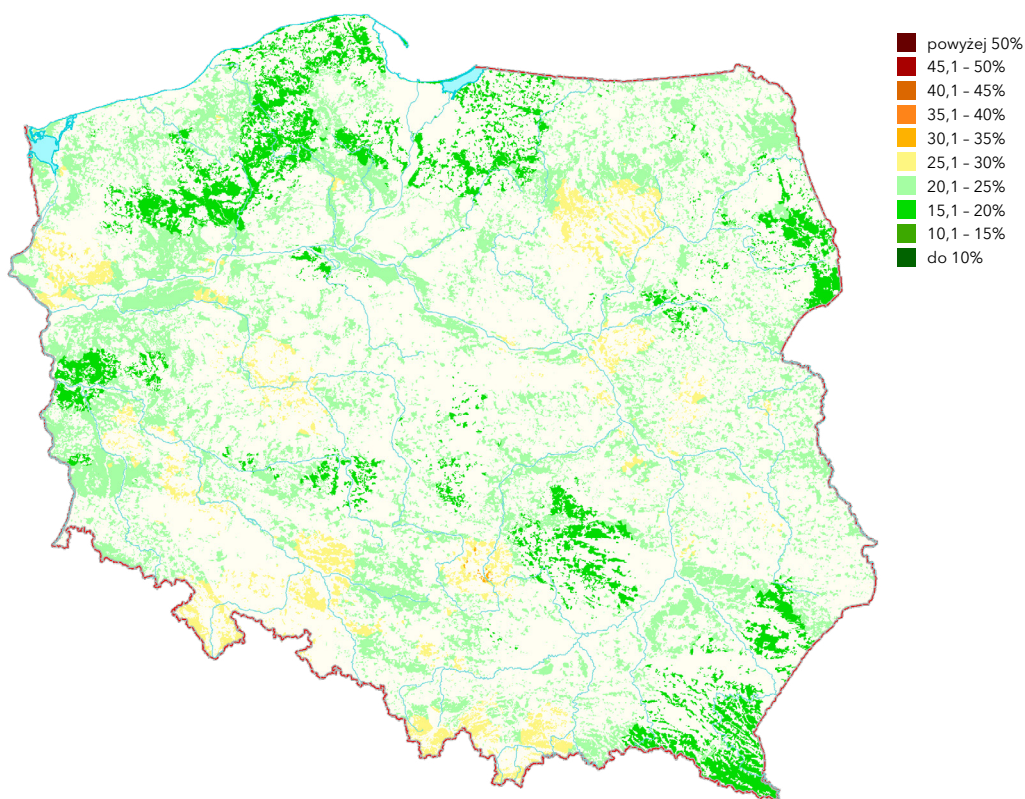 powyżej 50%
45,1 – 50%
40,1 – 45%
35,1 – 40%
30,1 – 35%
25,1 – 30%
20,1 – 25%
15,1 – 20%
10,1 – 15%
do 10%